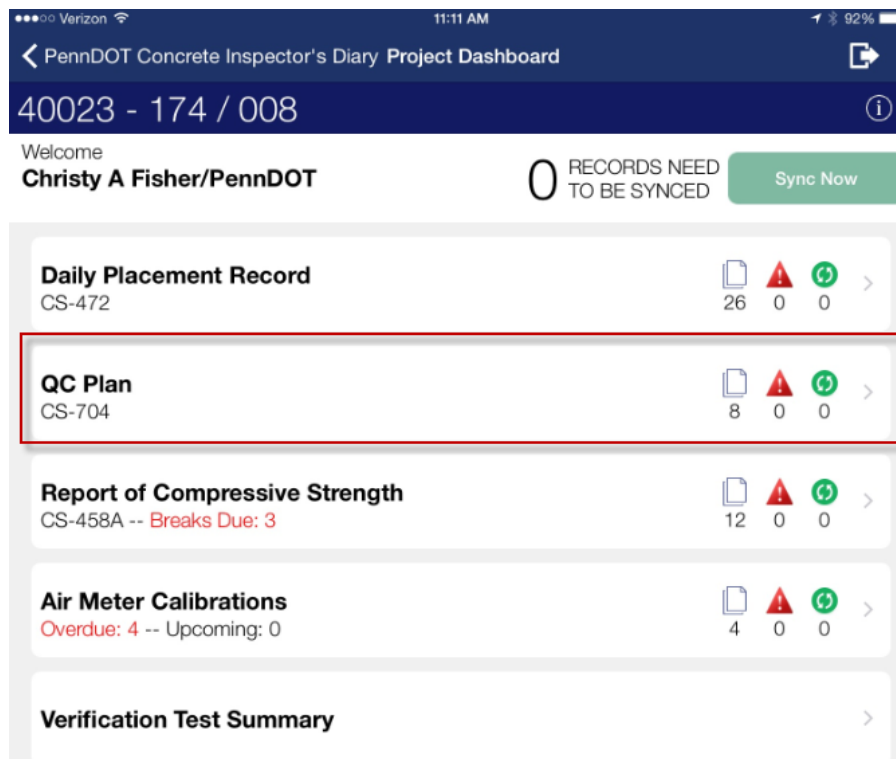 Verizon 11:11 AM 92%
PennDOT Concrete Inspector's Diary Project Dashboard
40023 - 174 / 008
Welcome
Christy A Fisher/PennDOT
0 RECORDS NEED
TO BE SYNCED
Sync Now
Daily Placement Record
CS-472
26 0 0
QC Plan
CS-704
8 0 0
Report of Compressive Strength
CS-458A -- Breaks Due: 3
12 0 0
Air Meter Calibrations
Overdue: 4 -- Upcoming: 0
4 0 0
Verification Test Summary